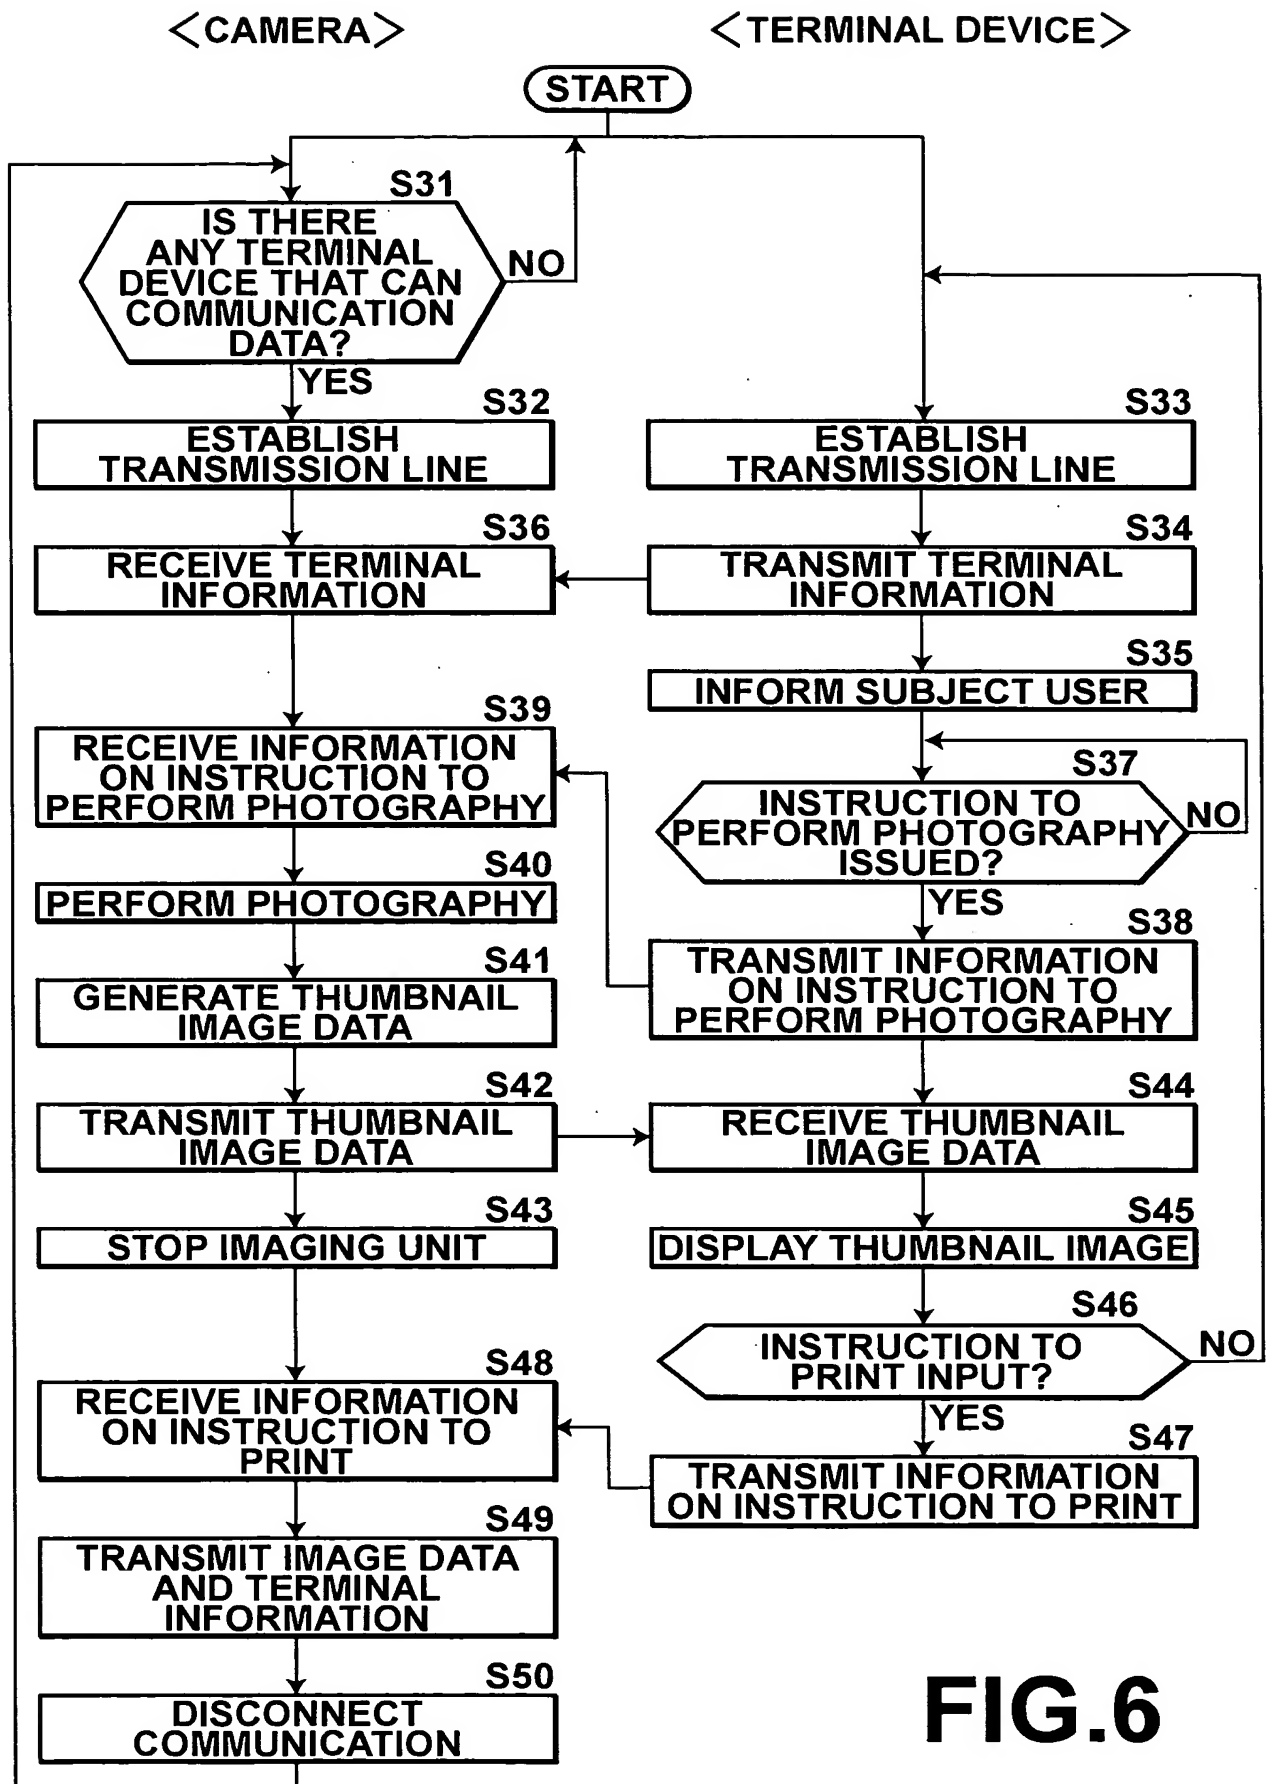 <CAMERA>
<TERMINAL DEVICE>
START
S31
IS THERE
ANY TERMINAL
DEVICE THAT CAN
COMMUNICATION
DATA?
NO
YES
S32
ESTABLISH
TRANSMISSION LINE
S33
ESTABLISH
TRANSMISSION LINE
S36
RECEIVE TERMINAL
INFORMATION
S34
TRANSMIT TERMINAL
INFORMATION
S35
INFORM SUBJECT USER
S39
RECEIVE INFORMATION
ON INSTRUCTION TO
PERFORM PHOTOGRAPHY
S37
INSTRUCTION TO
PERFORM PHOTOGRAPHY
ISSUED?
NO
YES
S40
PERFORM PHOTOGRAPHY
S38
TRANSMIT INFORMATION
ON INSTRUCTION TO
PERFORM PHOTOGRAPHY
S41
GENERATE THUMBNAIL
IMAGE DATA
S42
TRANSMIT THUMBNAIL
IMAGE DATA
S44
RECEIVE THUMBNAIL
IMAGE DATA
S43
STOP IMAGING UNIT
S45
DISPLAY THUMBNAIL IMAGE
S46
INSTRUCTION TO
PRINT INPUT?
NO
YES
S48
RECEIVE INFORMATION
ON INSTRUCTION TO
PRINT
S47
TRANSMIT INFORMATION
ON INSTRUCTION TO PRINT
S49
TRANSMIT IMAGE DATA
AND TERMINAL
INFORMATION
S50
DISCONNECT
COMMUNICATION
FIG.6